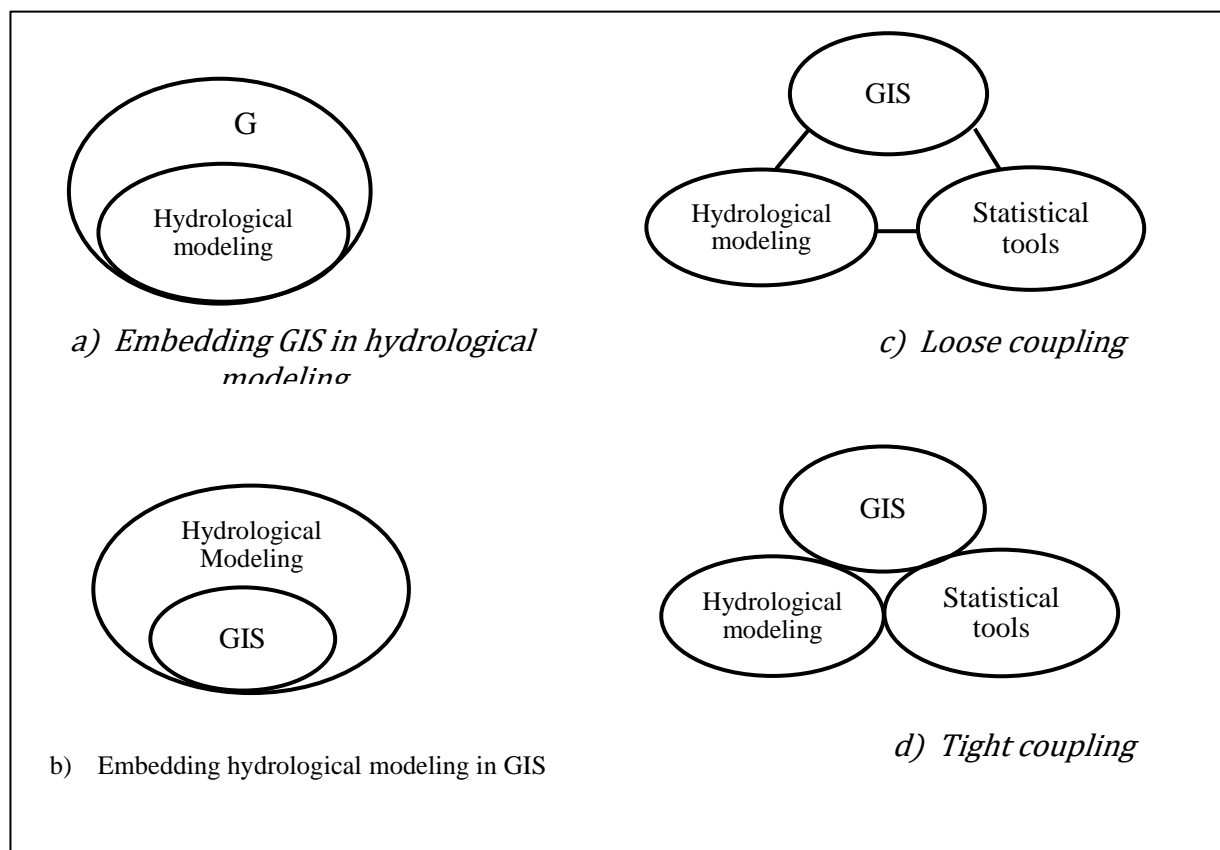 G
Hydrological
modeling
a) Embedding GIS in hydrological
modeling
GIS
Hydrological
modeling
Statistical
tools
c) Loose coupling
Hydrological
Modeling
GIS
b) Embedding hydrological modeling in GIS
GIS
Hydrological
modeling
Statistical
tools
d) Tight coupling